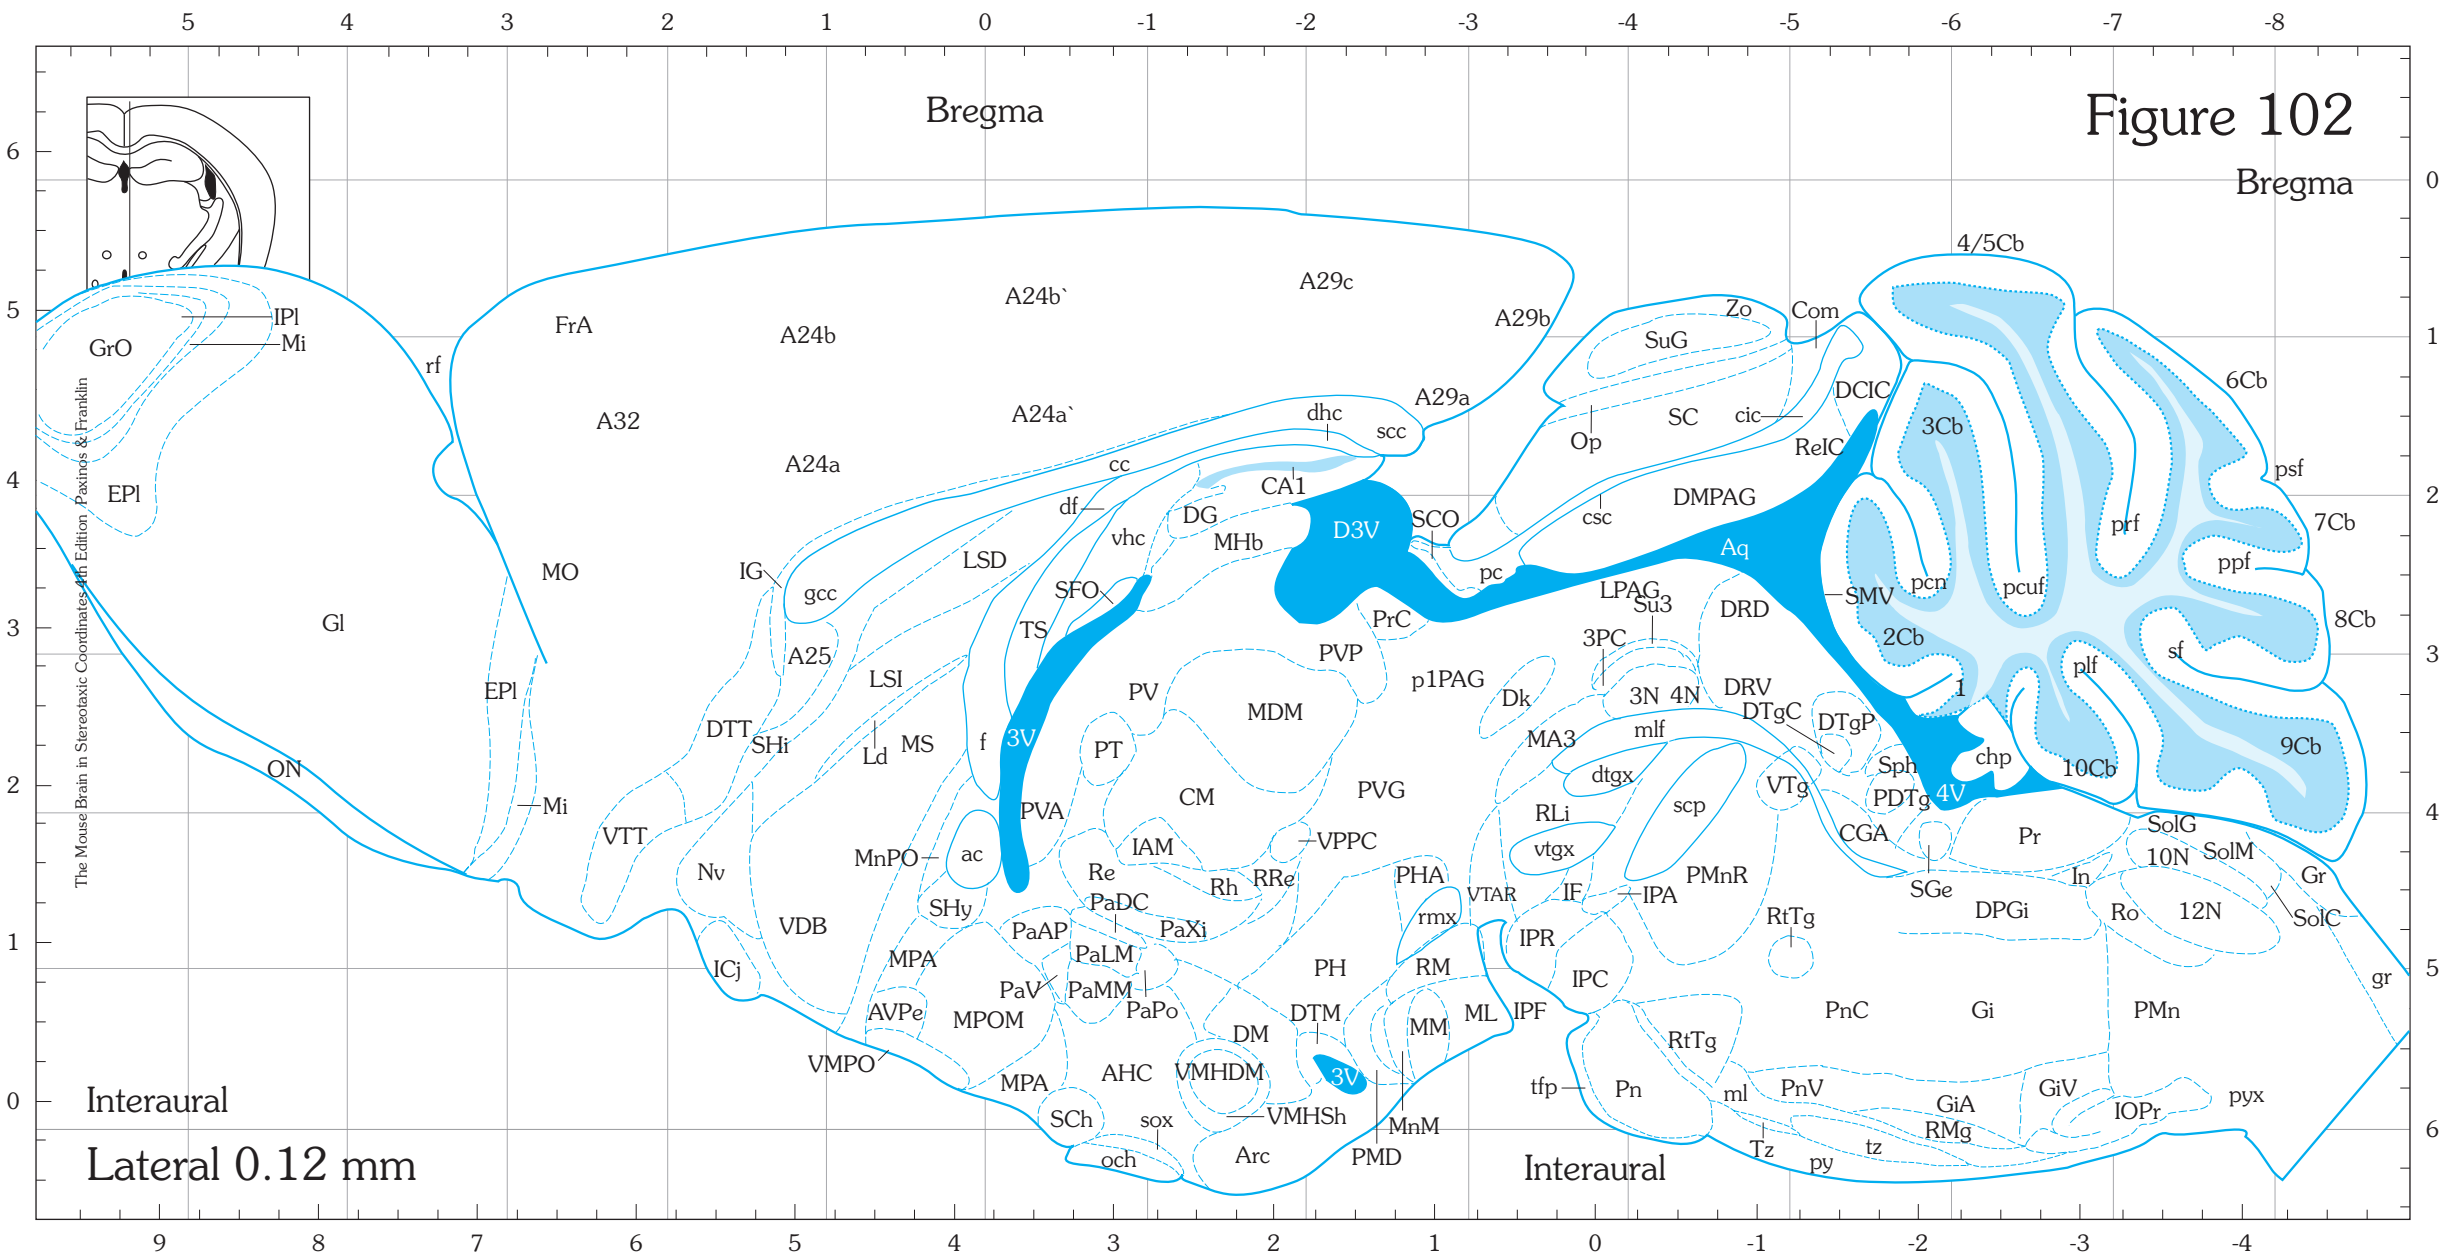 5 4 3 2 1 0 -1 -2 -3 -4 -5 -6 -7 -8
Bregma
Figure 102
Bregma
6 5 4 3 2 1 0
0 1 2 3 4 5 6
4/5Cb
A24b` A29c
IPl FrA A24b A29b Zo Com
GrO Mi SuG
rf 6Cb
DCIC
A32 A24a` A29a dhc scc Op SC cic 3Cb
ReIC
A24a cc psf
EPl CA1 DMPAG
df DG SCO csc prf 7Cb
vhc MHb D3V Aq
LSD ppf
MO IG SFO pc pcn pcuf
gcc LPAG Su3 SMV
Gl TS PrC DRD 8Cb
3PC 2Cb
A25 PVP sf
plf
LSI p1PAG
EPl PV Dk 3N 4N DRV 1
MDM DTgC
DTT SHi Ld MS f 3V PT MA3 mlf DTgP 9Cb
ON dtgx Sph chp 10Cb
Mi PVA CM PVG scp VTg PDTg 4V
RLi
VTT MnPO ac IAM VPPC vtgx CGA Pr SolG
10N SolM
Nv Re Rh RRe PHA VTAR IF IPA PMnR SGe In Gr
SHy PaDC rmx RtTg DPGi Ro 12N SolC
VDB PaAP PaXi IPR
MPA PaLM
ICj PH RM IPC gr
PaV PaMM
AVPe MPOM PaPo DTM ML IPF PnC Gi PMn
DM MM RtTg
VMPO
MPA AHC VMHDM 3V tfp Pn ml PnV GiV pyx
Interaural
SCh sox VMHSh MnM GiA IOPr
RMg
Lateral 0.12 mm
och Arc PMD Interaural Tz py tz
9 8 7 6 5 4 3 2 1 0 -1 -2 -3 -4
The Mouse Brain in Stereotaxic Coordinates 4th Edition Paxinos & Franklin